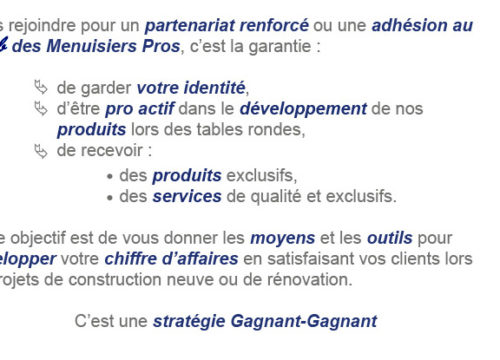 rejoindre pour un partenariat renforcé ou une adhésion au
des Menuisiers Pros, c’est la garantie :
de garder votre identité,
d’être pro actif dans le développement de nos
produits lors des tables rondes,
de recevoir :
• des produits exclusifs,
• des services de qualité et exclusifs.
objectif est de vous donner les moyens et les outils pour
elopper votre chiffre d’affaires en satisfaisant vos clients lors
rojets de construction neuve ou de rénovation.
C’est une stratégie Gagnant-Gagnant